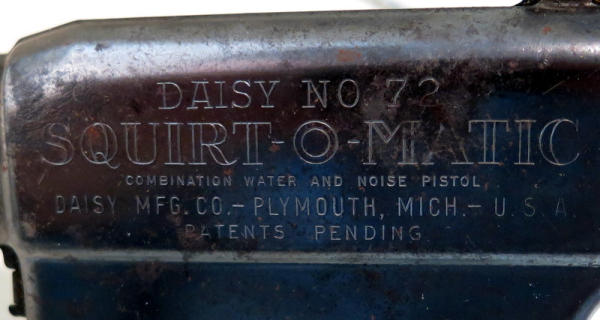 DAISY NO. 72
SQUIRT-O-MATIC
COMBINATION WATER AND NOISE PISTOL
DAISY MFG. CO.-PLYMOUTH, MICH.-U.S.A.
PATENTS PENDING